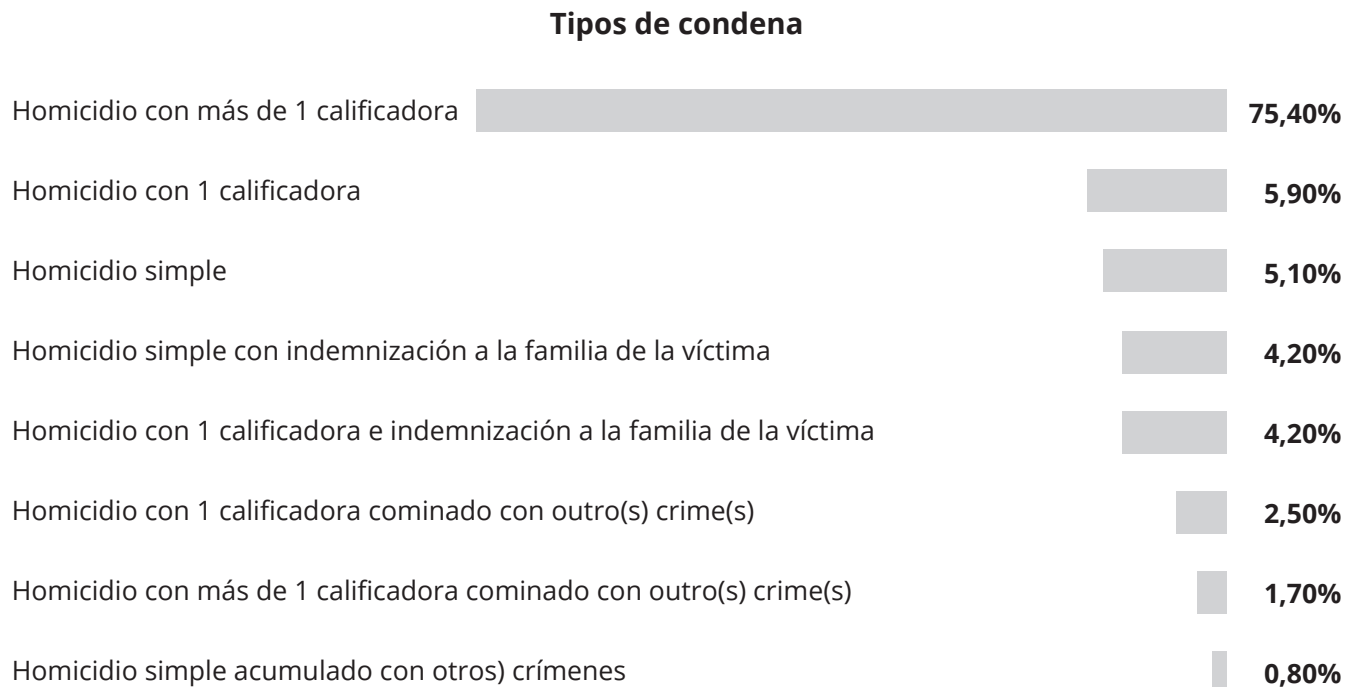 Tipos de condena
Homicidio con más de 1 calificadora 75,40%
Homicidio con 1 calificadora 5,90%
Homicidio simple 5,10%
Homicidio simple con indemnización a la familia de la víctima 4,20%
Homicidio con 1 calificadora e indemnización a la familia de la víctima 4,20%
Homicidio con 1 calificadora cominado con outro(s) crime(s) 2,50%
Homicidio con más de 1 calificadora cominado con outro(s) crime(s) 1,70%
Homicidio simple acumulado con otros) crímenes 0,80%